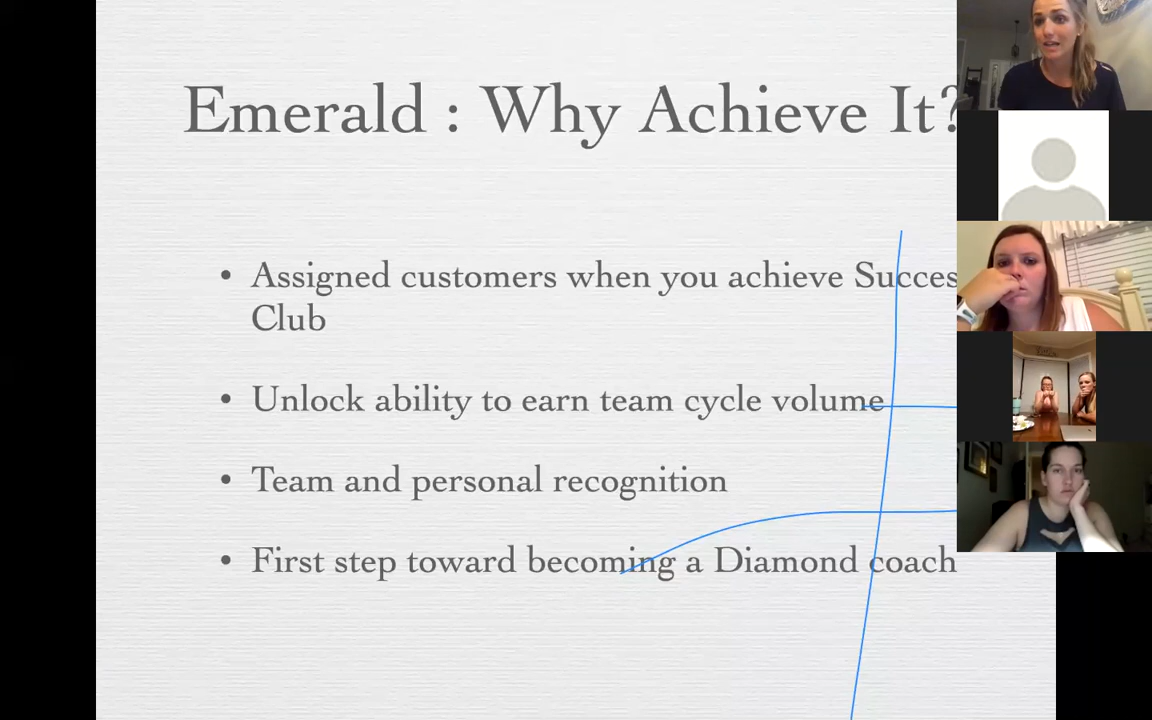 Emerald : Why Achieve It?
• Assigned customers when you achieve Succes
Club
• Unlock ability to earn team cycle volume
• Team and personal recognition
• First step toward becoming a Diamond coach